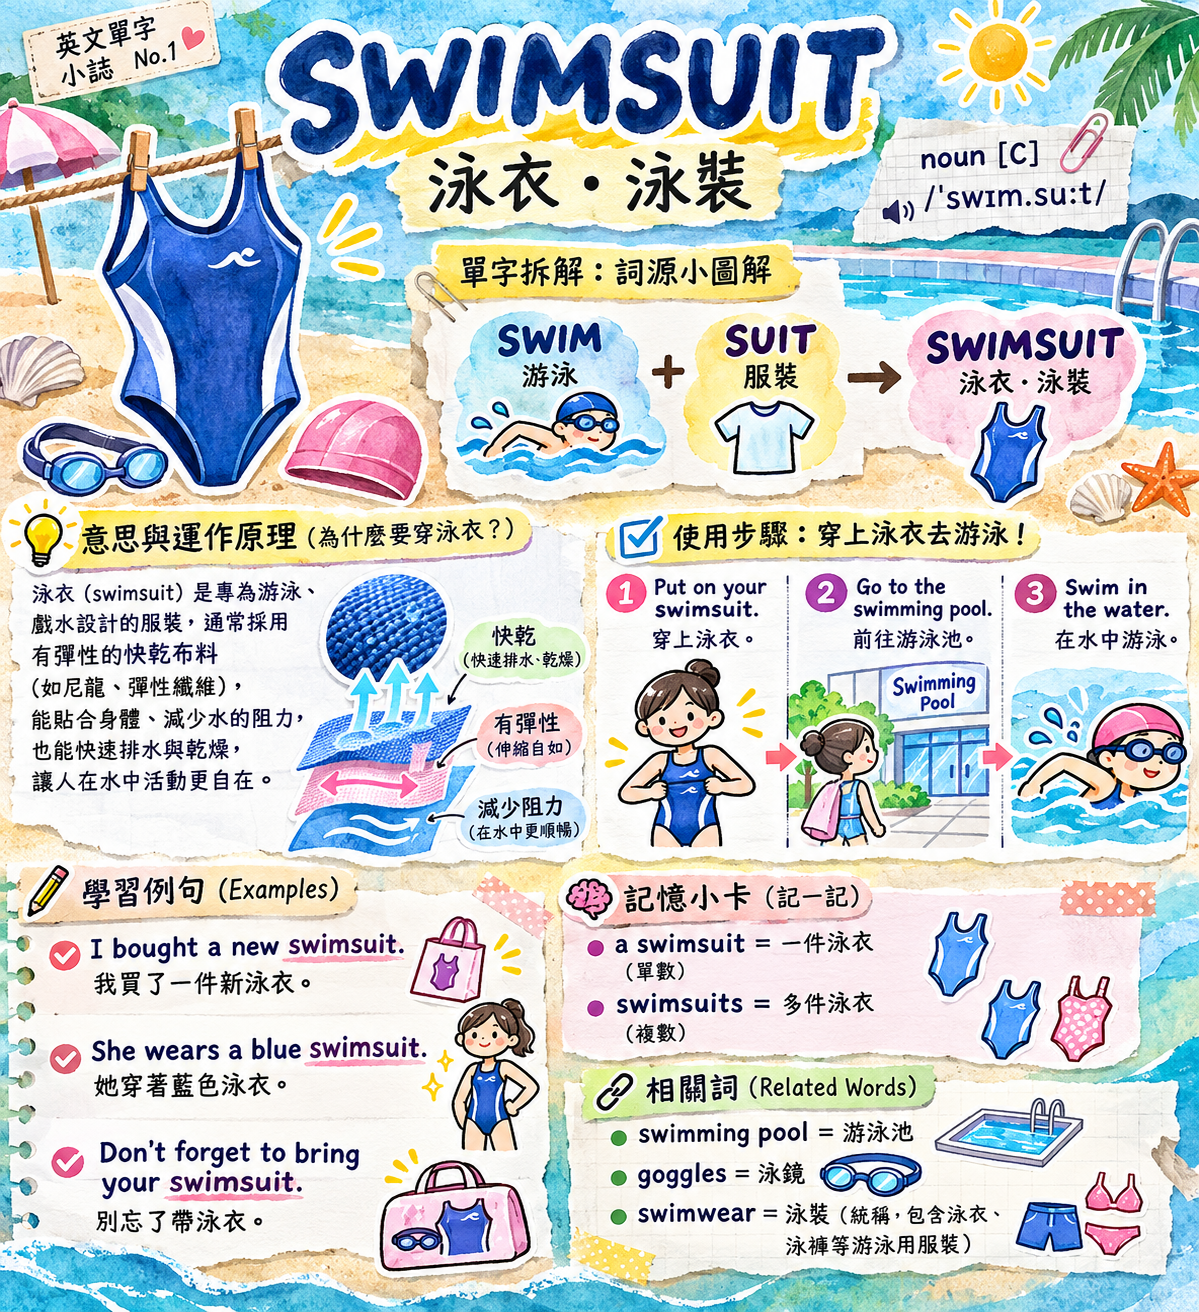 英文單字
小誌 No.1
SWIMSUIT
泳衣・泳裝
noun [C]
/ˈswɪm.suːt/
單字拆解：詞源小圖解
SWIM
游泳
+
SUIT
服裝
SWIMSUIT
泳衣・泳裝
意思與運作原理（為什麼要穿泳衣？）
泳衣 (swimsuit) 是專為游泳、
戲水設計的服裝，通常採用
有彈性的快乾布料
（如尼龍、彈性纖維），
能貼合身體、減少水的阻力，
也能快速排水與乾燥，
讓人在水中活動更自在。
快乾
（快速排水、乾燥）
有彈性
（伸縮自如）
減少阻力
（在水中更順暢）
使用步驟：穿上泳衣去游泳！
1 Put on your
swimsuit.
穿上泳衣。
2 Go to the
swimming pool.
前往游泳池。
Swimming
Pool
3 Swim in
the water.
在水中游泳。
學習例句 (Examples)
I bought a new swimsuit.
我買了一件新泳衣。
She wears a blue swimsuit.
她穿著藍色泳衣。
Don't forget to bring
your swimsuit.
別忘了帶泳衣。
記憶小卡（記一記）
a swimsuit = 一件泳衣
（單數）
swimsuits = 多件泳衣
（複數）
相關詞 (Related Words)
swimming pool = 游泳池
goggles = 泳鏡
swimwear = 泳裝（統稱，包含泳衣、
泳褲等游泳用服裝）